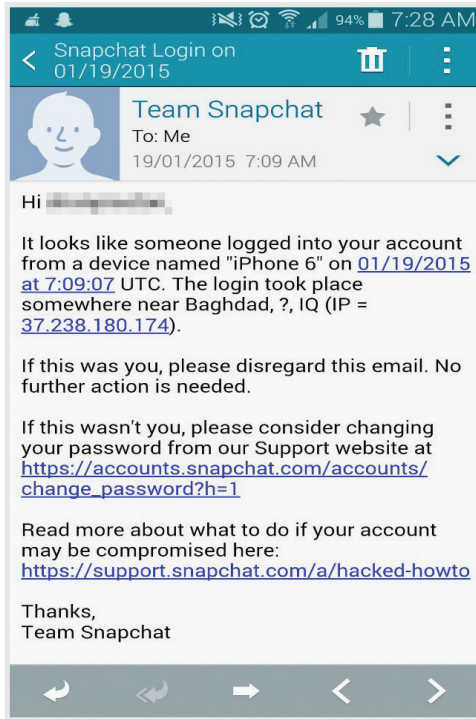 94% 7:28 AM
Snapchat Login on
01/19/2015
Team Snapchat
To: Me
19/01/2015 7:09 AM
Hi
It looks like someone logged into your account
from a device named "iPhone 6" on 01/19/2015
at 7:09:07 UTC. The login took place
somewhere near Baghdad, ?, IQ (IP =
37.238.180.174).
If this was you, please disregard this email. No
further action is needed.
If this wasn't you, please consider changing
your password from our Support website at
https://accounts.snapchat.com/accounts/
change_password?h=1
Read more about what to do if your account
may be compromised here:
https://support.snapchat.com/a/hacked-howto
Thanks,
Team Snapchat